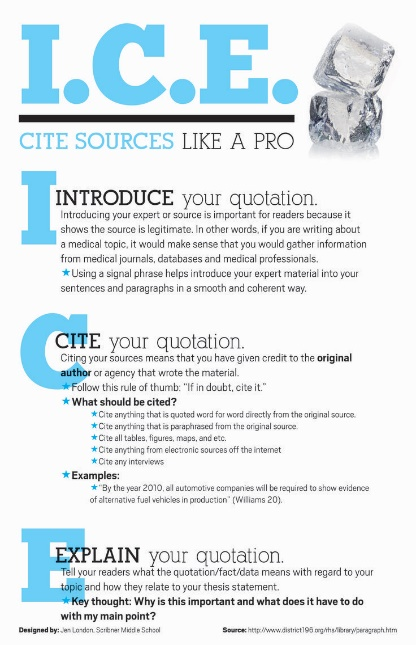 I.C.E.
CITE SOURCES LIKE A PRO
INTRODUCE your quotation.
Introducing your expert or source is important for readers because it
shows the source is legitimate. In other words, if you are writing about
a medical topic, it would make sense that you would gather information
from medical journals, databases and medical professionals.
★Using a signal phrase helps introduce your expert material into your
sentences and paragraphs in a smooth and coherent way.
CITE your quotation.
Citing your sources means that you have given credit to the original
author or agency that wrote the material.
★Follow this rule of thumb: “If in doubt, cite it.”
★What should be cited?
★Cite anything that is quoted word for word directly from the original source.
★Cite anything that is paraphrased from the original source.
★Cite all tables, figures, maps, and etc.
★Cite anything from electronic sources off the internet
★Cite any interviews
★Examples:
★“By the year 2010, all automotive companies will be required to show evidence
of alternative fuel vehicles in production” (Williams 20).
EXPLAIN your quotation.
Tell your readers what the quotation/fact/data means with regard to your
topic and how they relate to your thesis statement.
★Key thought: Why is this important and what does it have to do
with my main point?
Designed by: Jen London, Scribner Middle School Source: http://www.district196.org/rhs/library/paragraph.htm